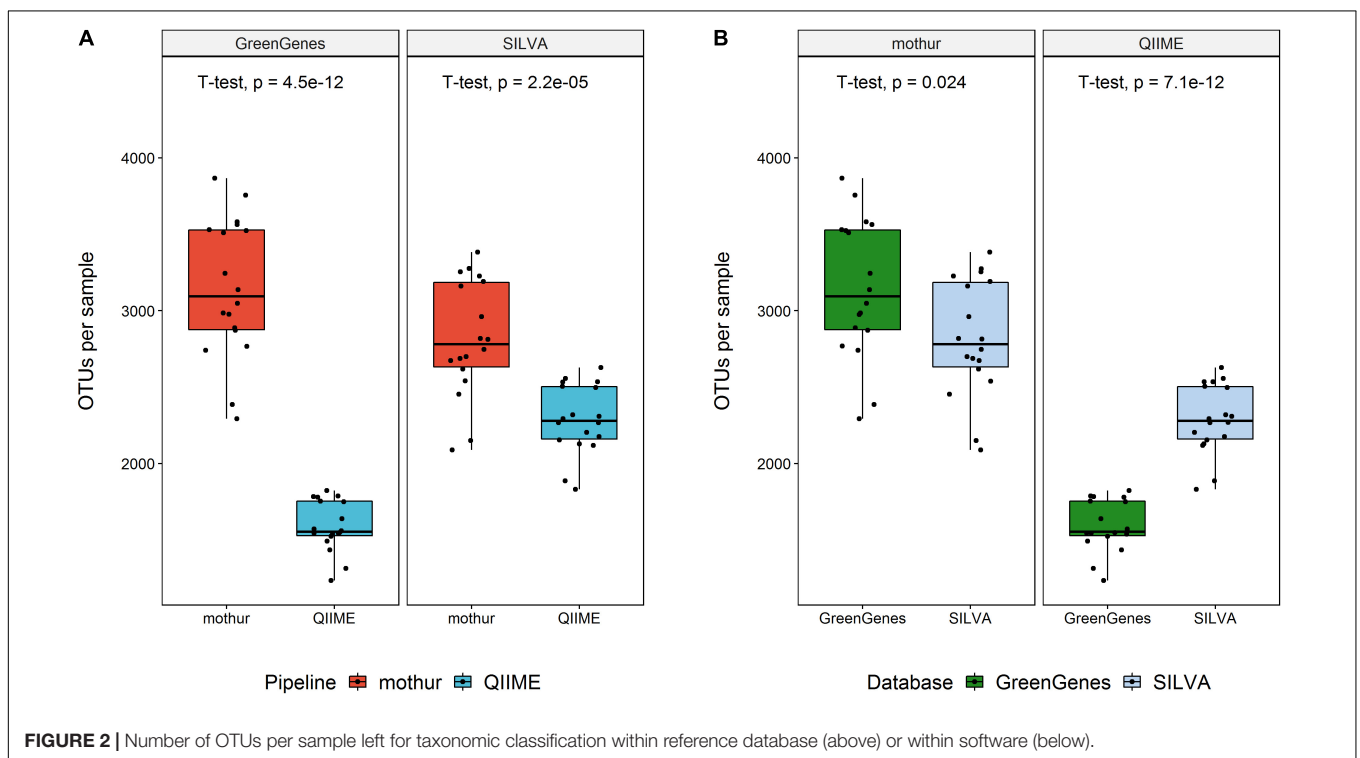 A
GreenGenes
SILVA
T-test, p = 4.5e-12
T-test, p = 2.2e-05
OTUs per sample
4000
3000
2000
mothur
QIIME
mothur
QIIME
Pipeline mothur QIIME
B
mothur
QIIME
T-test, p = 0.024
T-test, p = 7.1e-12
OTUs per sample
4000
3000
2000
GreenGenes
SILVA
GreenGenes
SILVA
Database GreenGenes SILVA
FIGURE 2 | Number of OTUs per sample left for taxonomic classification within reference database (above) or within software (below).